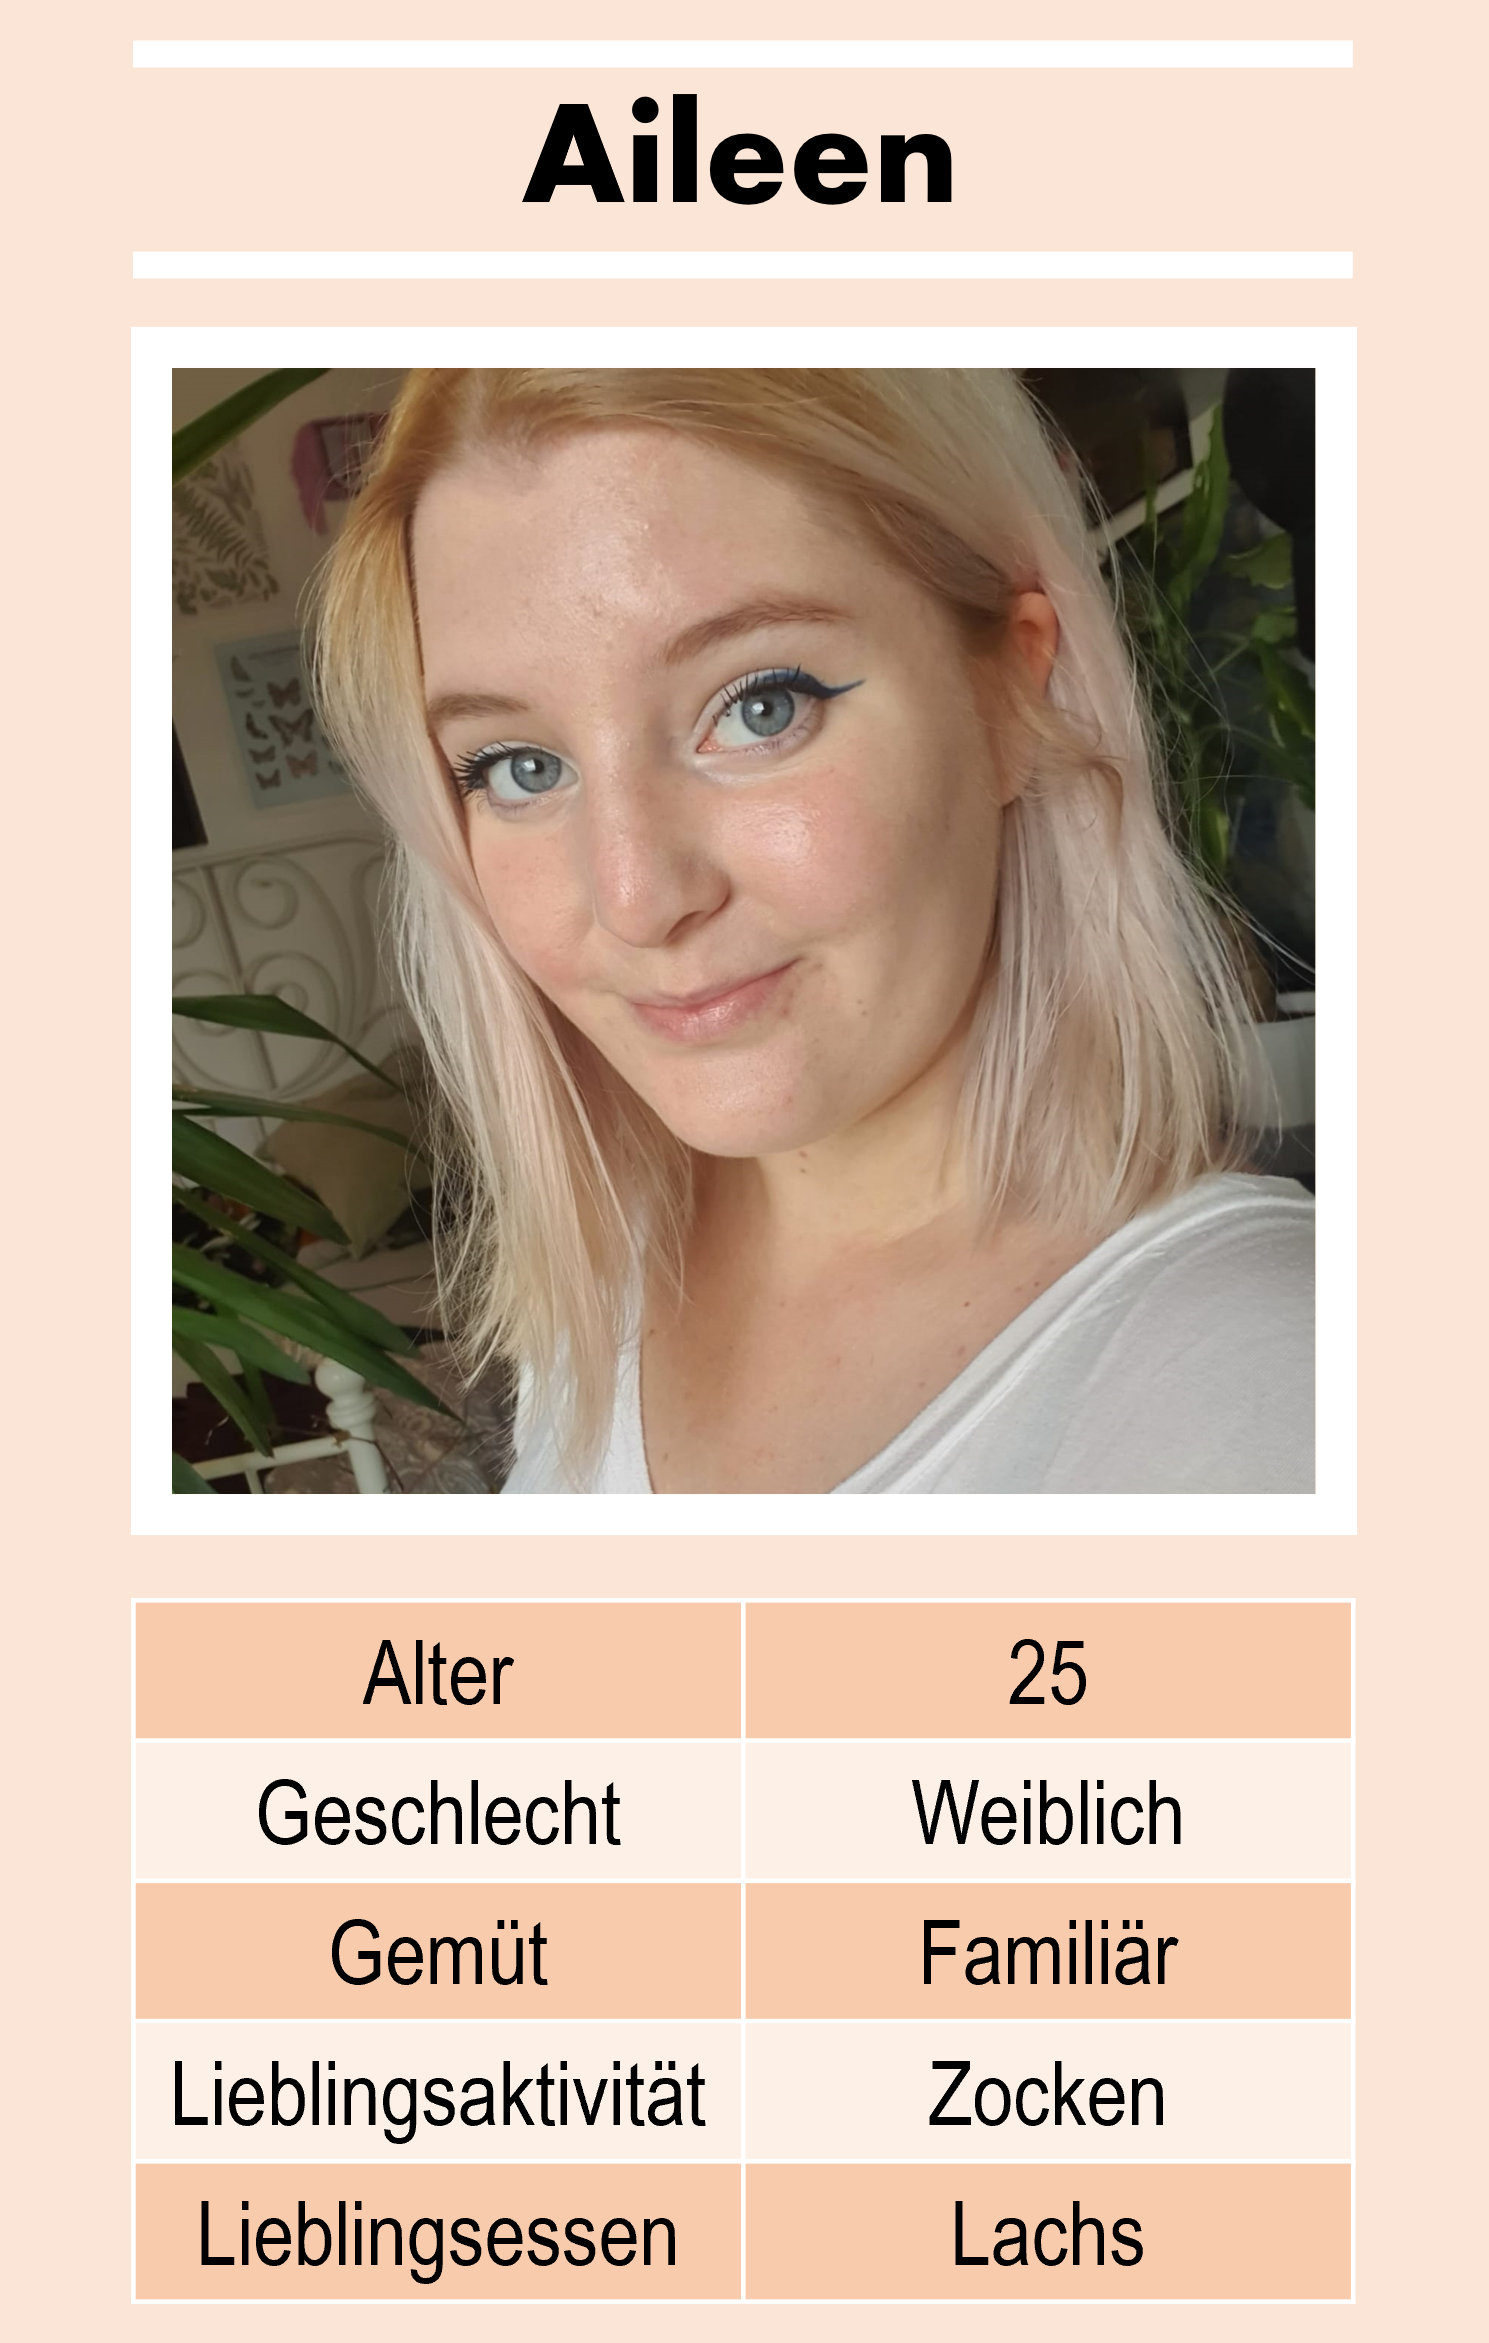 Aileen
Alter 25
Geschlecht Weiblich
Gemüt Familiär
Lieblingsaktivität Zocken
Lieblingsessen Lachs